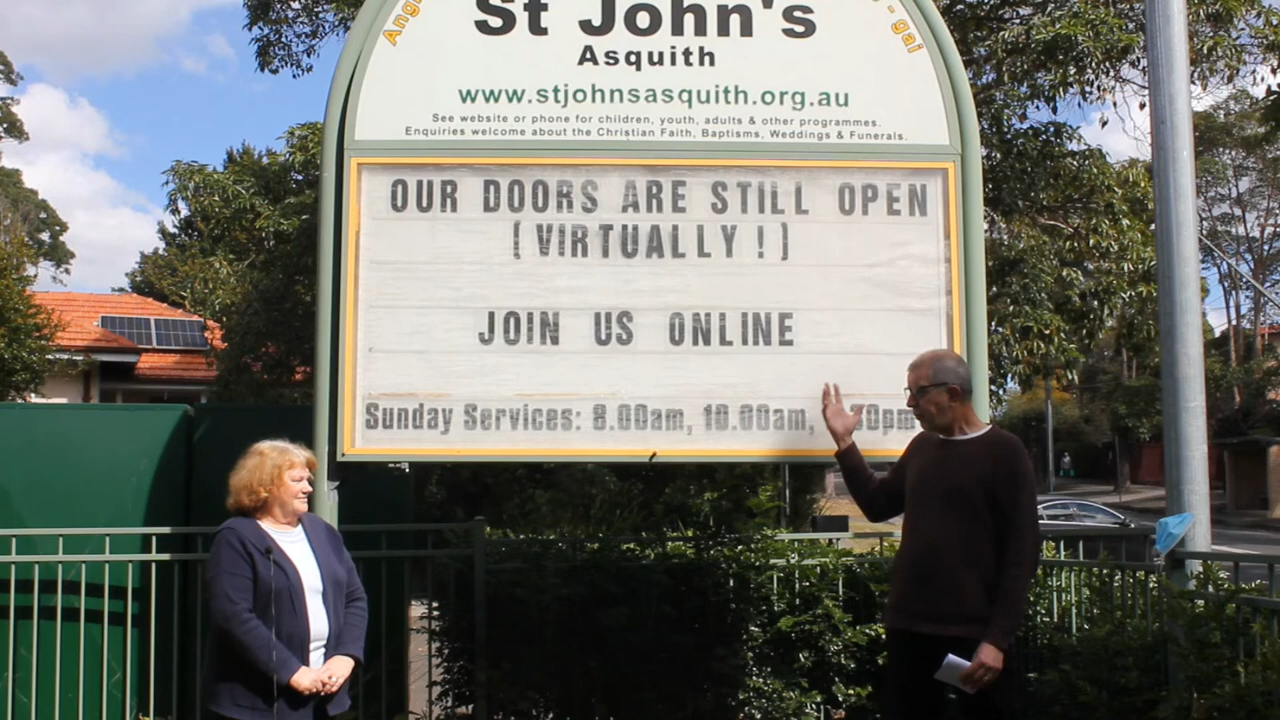 St John's
Asquith
www.stjohnsasquith.org.au
See website or phone for children, youth, adults & other programmes.
Enquiries welcome about the Christian Faith, Baptisms, Weddings & Funerals.
OUR DOORS ARE STILL OPEN
[VIRTUALLY!]
JOIN US ONLINE
Sunday Services: 8.00am, 10.00am,